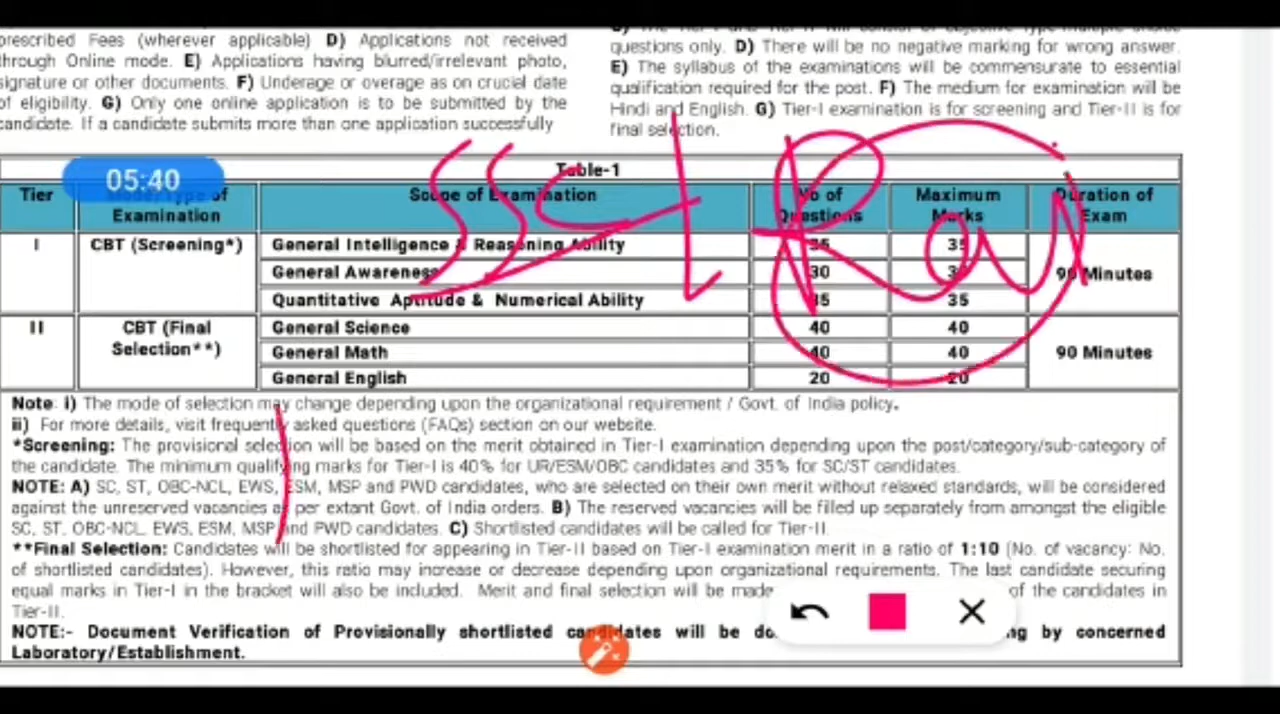 prescribed Fees (wherever applicable) D) Applications not received
through Online mode. E) Applications having blurred/irrelevant photo,
signature or other documents. F) Underage or overage as on crucial date
of eligibility. G) Only one online application is to be submitted by the
candidate. If a candidate submits more than one application successfully
questions only. D) There will be no negative marking for wrong answer.
E) The syllabus of the examinations will be commensurate to essential
qualification required for the post. F) The medium for examination will be
Hindi and English. G) Tier-I examination is for screening and Tier-II is for
final selection.
05:40
Table-1
Tier of Examination Scope of Examination No of Questions Maximum Marks Duration of Exam
I CBT (Screening*) General Intelligence & Reasoning Ability 35 35 90 Minutes
General Awareness 30
Quantitative Aptitude & Numerical Ability 35 35
II CBT (Final Selection**) General Science 40 40 90 Minutes
General Math 40 40
General English 20 20
SSC
Note: i) The mode of selection may change depending upon the organizational requirement / Govt. of India policy.
ii) For more details, visit frequently asked questions (FAQs) section on our website.
*Screening: The provisional selection will be based on the merit obtained in Tier-I examination depending upon the post/category/sub-category of
the candidate. The minimum qualifying marks for Tier-I is 40% for UR/ESM/OBC candidates and 35% for SC/ST candidates.
NOTE: A) SC, ST, OBC-NCL, EWS, ESM, MSP and PWD candidates, who are selected on their own merit without relaxed standards, will be considered
against the unreserved vacancies as per extant Govt. of India orders. B) The reserved vacancies will be filled up separately from amongst the eligible
SC, ST, OBC-NCL, EWS, ESM, MSP and PWD candidates. C) Shortlisted candidates will be called for Tier-II.
**Final Selection: Candidates will be shortlisted for appearing in Tier-II based on Tier-I examination merit in a ratio of 1:10 (No. of vacancy: No.
of shortlisted candidates). However, this ratio may increase or decrease depending upon organizational requirements. The last candidate securing
equal marks in Tier-I in the bracket will also be included. Merit and final selection will be made of the candidates in
Tier-II.
NOTE:- Document Verification of Provisionally shortlisted candidates will be by concerned
Laboratory/Establishment.